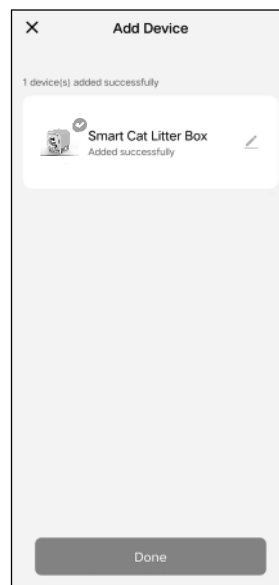 Add Device
1 device(s) added successfully
Smart Cat Litter Box
Added successfully
Done